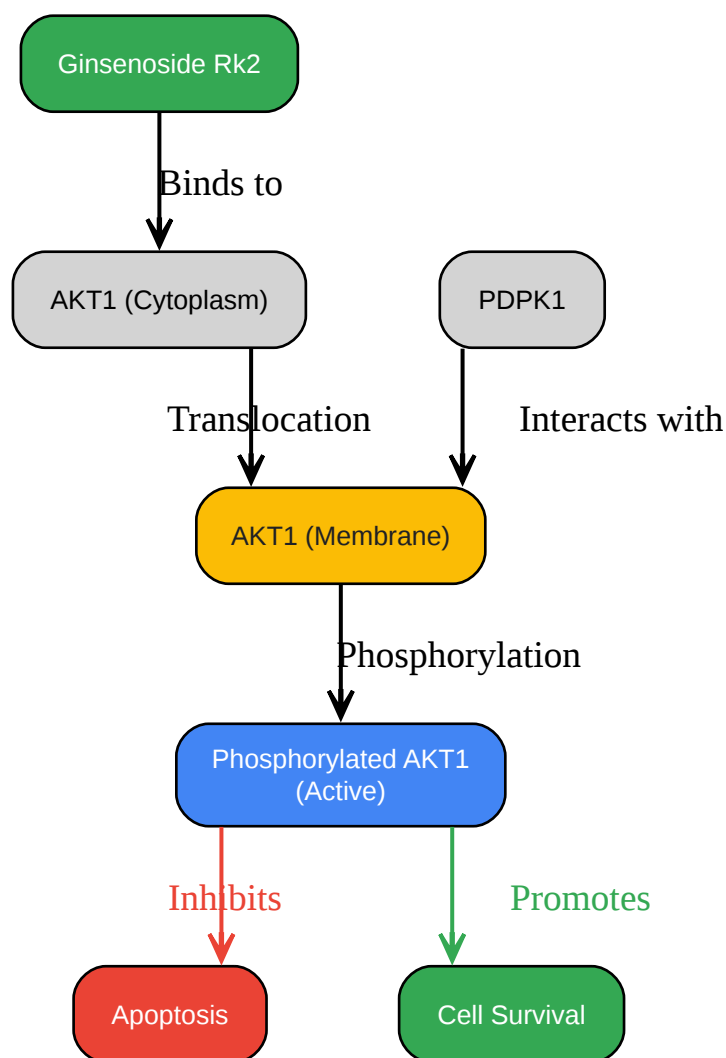 Ginsenoside Rk2
Binds to
AKT1 (Cytoplasm)
PDPK1
Translocation
Interacts with
AKT1 (Membrane)
Phosphorylation
Phosphorylated AKT1
(Active)
Inhibits
Promotes
Apoptosis
Cell Survival